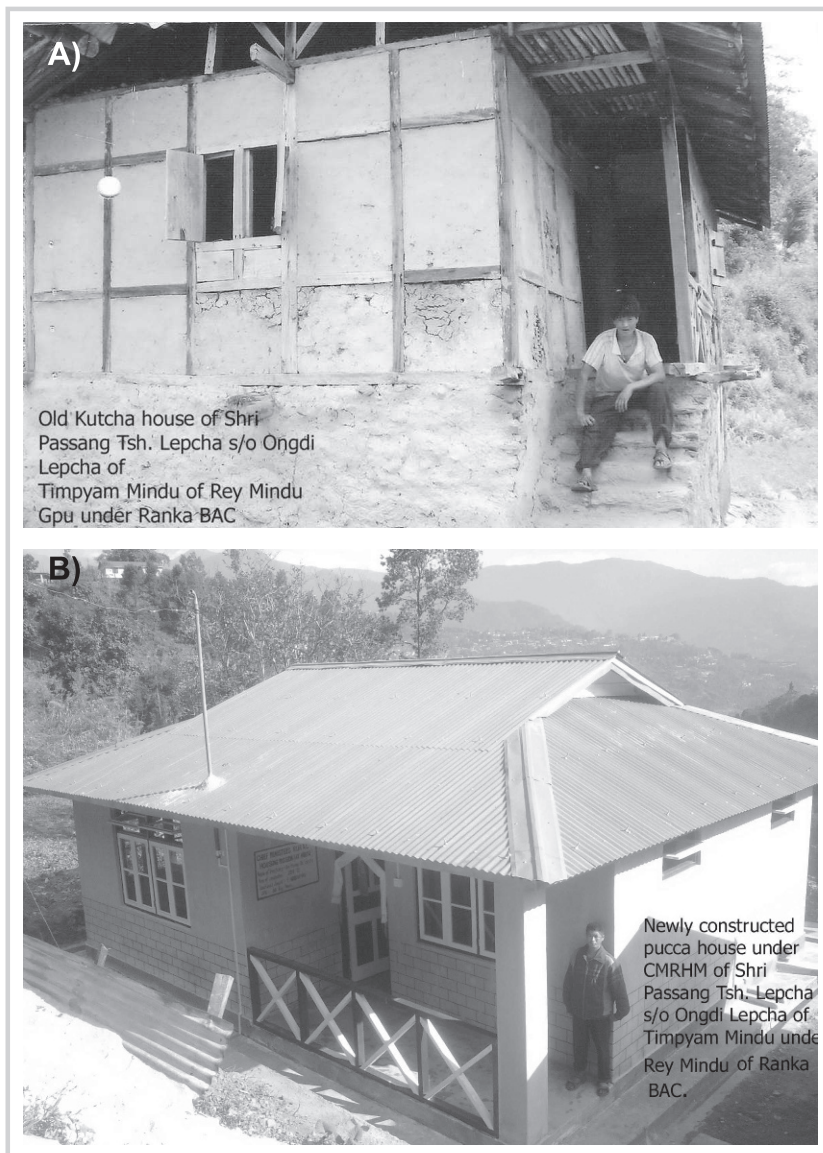 A)
Old Kutcha house of Shri
Passang Tsh. Lepcha s/o Ongdi
Lepcha of
Timpyam Mindu of Rey Mindu
Gpu under Ranka BAC
B)
Newly constructed
pucca house under
CMRHM of Shri
Passang Tsh. Lepcha
s/o Ongdi Lepcha of
Timpyam Mindu unde
Rey Mindu of Ranka
BAC.